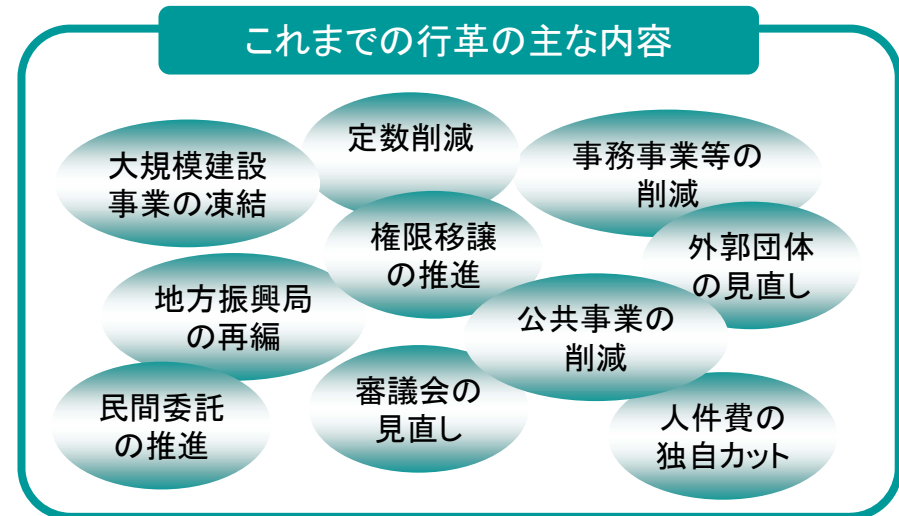 これまでの行革の主な内容
大規模建設
事業の凍結
定数削減
事務事業等の
削減
権限移譲
の推進
外郭団体
の見直し
地方振興局
の再編
公共事業の
削減
民間委託
の推進
審議会の
見直し
人件費の
独自カット